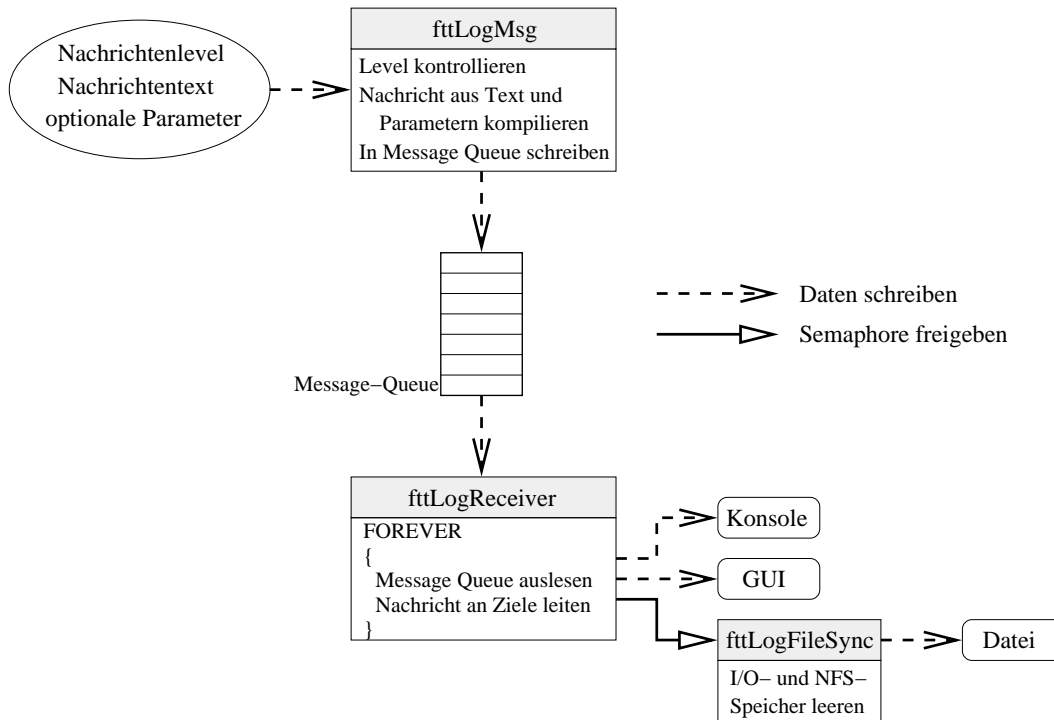 Nachrichtenlevel
Nachrichtentext
optionale Parameter
fttLogMsg
Level kontrollieren
Nachricht aus Text und
Parametern kompilieren
In Message Queue schreiben
Daten schreiben
Semaphore freigeben
Message−Queue
fttLogReceiver
FOREVER
{
Message Queue auslesen
Nachricht an Ziele leiten
}
Konsole
GUI
fttLogFileSync
I/O− und NFS−
Speicher leeren
Datei